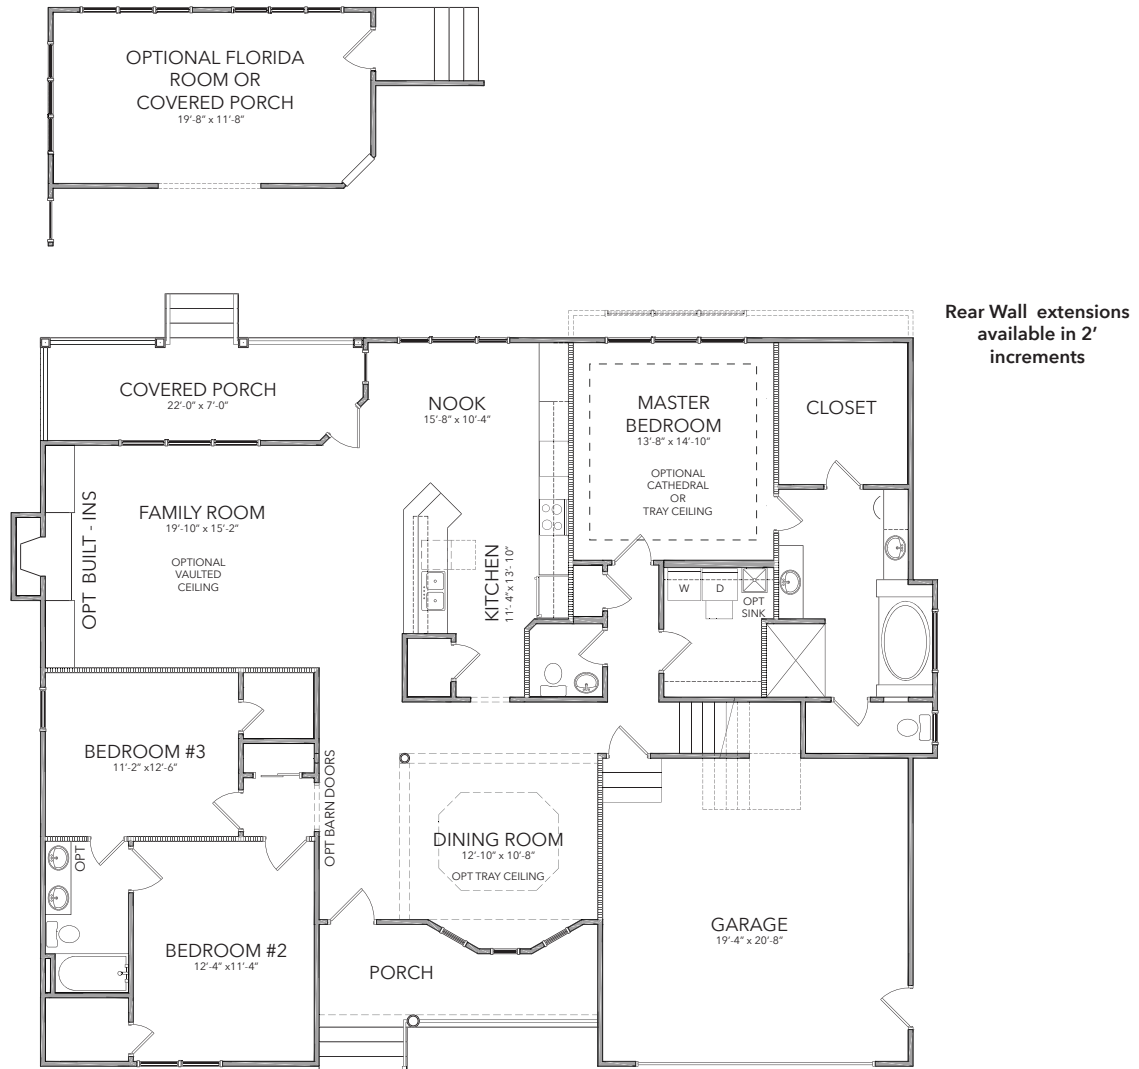 OPTIONAL FLORIDA
ROOM OR
COVERED PORCH
19'-8" x 11'-8"
Rear Wall extensions
available in 2'
increments
COVERED PORCH
22'-0" x 7'-0"
NOOK
15'-8" x 10'-4"
MASTER
BEDROOM
13'-8" x 14'-10"
OPTIONAL
CATHEDRAL
OR
TRAY CEILING
CLOSET
OPT BUILT - INS
FAMILY ROOM
19'-10" x 15'-2"
OPTIONAL
VAULTED
CEILING
KITCHEN
11'- 4"x 13'- 10"
W
D
OPT
SINK
BEDROOM #3
11'-2" x12'-6"
OPT BARN DOORS
DINING ROOM
12'-10" x 10'-8"
OPT TRAY CEILING
OPT
BEDROOM #2
12'-4" x11'-4"
PORCH
GARAGE
19'-4" x 20'-8"